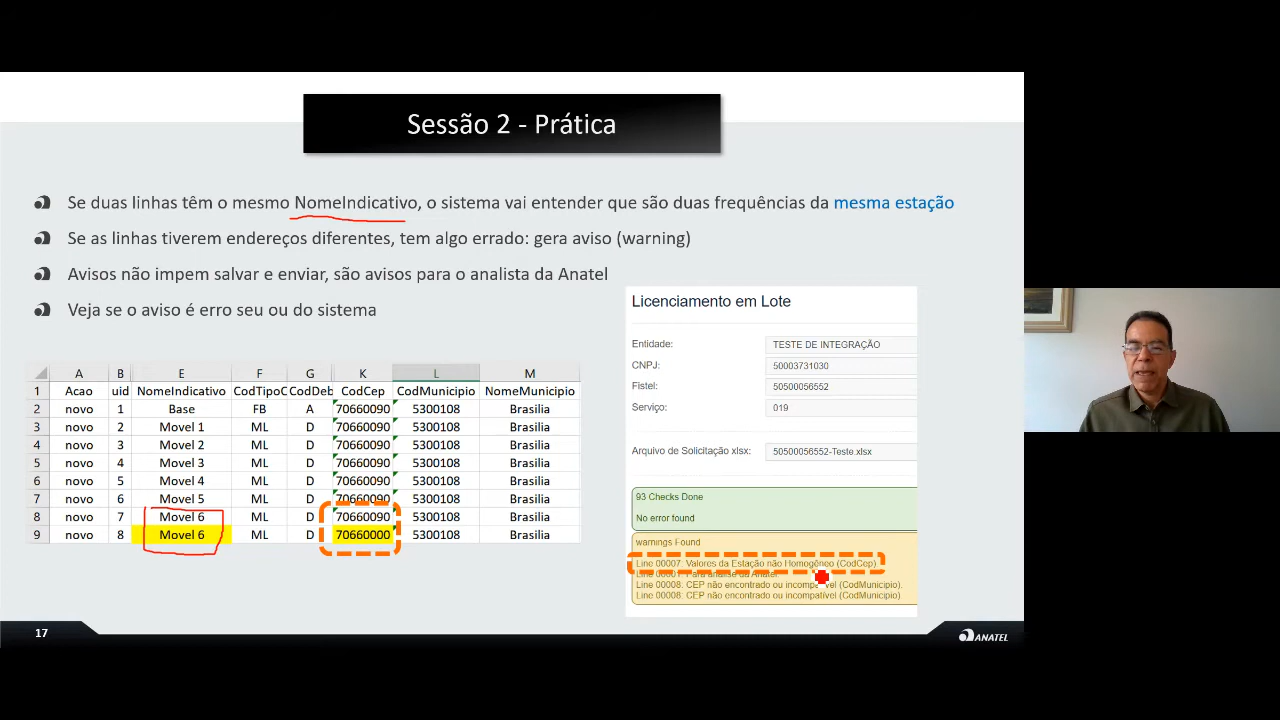 Sessão 2 - Prática
Se duas linhas têm o mesmo NomeIndicativo, o sistema vai entender que são duas frequências da mesma estação
Se as linhas tiverem endereços diferentes, tem algo errado: gera aviso (warning)
Avisos não impem salvar e enviar, são avisos para o analista da Anatel
Veja se o aviso é erro seu ou do sistema
A B E F G K L M
1 Acao uid NomeIndicativo CodTipoC CodDeb CodCep CodMunicipio NomeMunicipio
2 novo 1 Base FB A 70660090 5300108 Brasilia
3 novo 2 Movel 1 ML D 70660090 5300108 Brasilia
4 novo 3 Movel 2 ML D 70660090 5300108 Brasilia
5 novo 4 Movel 3 ML D 70660090 5300108 Brasilia
6 novo 5 Movel 4 ML D 70660090 5300108 Brasilia
7 novo 6 Movel 5 ML D 70660090 5300108 Brasilia
8 novo 7 Movel 6 ML D 70660090 5300108 Brasilia
9 novo 8 Movel 6 ML D 70660000 5300108 Brasilia
Licenciamento em Lote
Entidade: TESTE DE INTEGRAÇÃO
CNPJ: 50003731030
Fistel: 50500056552
Serviço: 019
Arquivo de Solicitação xlsx: 50500056552-Teste.xlsx
93 Checks Done
No error found
warnings Found
Line 00007: Valores da Estação não Homogênco (CodCep)
Line 00007: Para análise da Anatel.
Line 00008: CEP não encontrado ou incompatível (CodMunicipio).
Line 00008: CEP não encontrado ou incompatível (CodMunicipio)
17
ANATEL